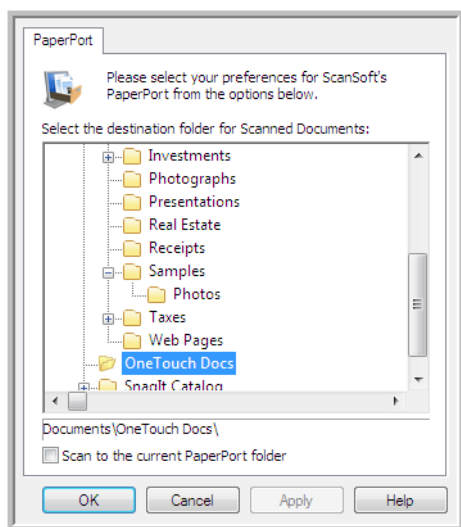 PaperPort
Please select your preferences for ScanSoft's
PaperPort from the options below.
Select the destination folder for Scanned Documents:
Investments
Photographs
Presentations
Real Estate
Receipts
Samples
Photos
Taxes
Web Pages
OneTouch Docs
SnagIt Catalog
Documents\OneTouch Docs\
Scan to the current PaperPort folder
OK Cancel Apply Help